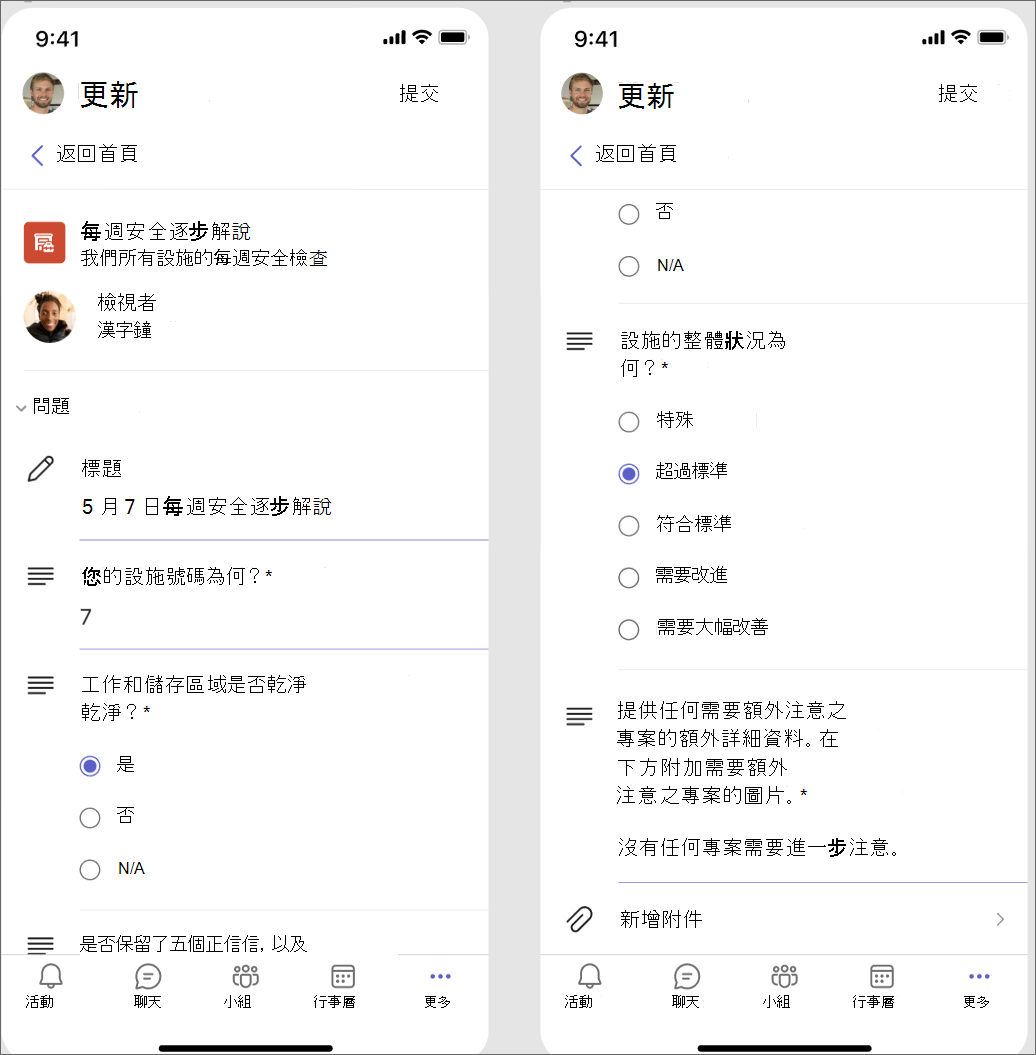 9:41
更新
提交
返回首頁
每週安全逐步解說
我們所有設施的每週安全檢查
檢視者
漢字鐘
問題
標題
5 月 7 日每週安全逐步解說
您的設施號碼為何？*
7
工作和儲存區域是否乾淨
乾淨？*
是
否
N/A
是否保留了五個正信信, 以及
活動
聊天
小組
行事曆
更多
9:41
更新
提交
返回首頁
否
N/A
設施的整體狀況為
何？*
特殊
超過標準
符合標準
需要改進
需要大幅改善
提供任何需要額外注意之
專案的額外詳細資料。在
下方附加需要額外
注意之專案的圖片。*
沒有任何專案需要進一步注意。
新增附件
活動
聊天
小組
行事曆
更多